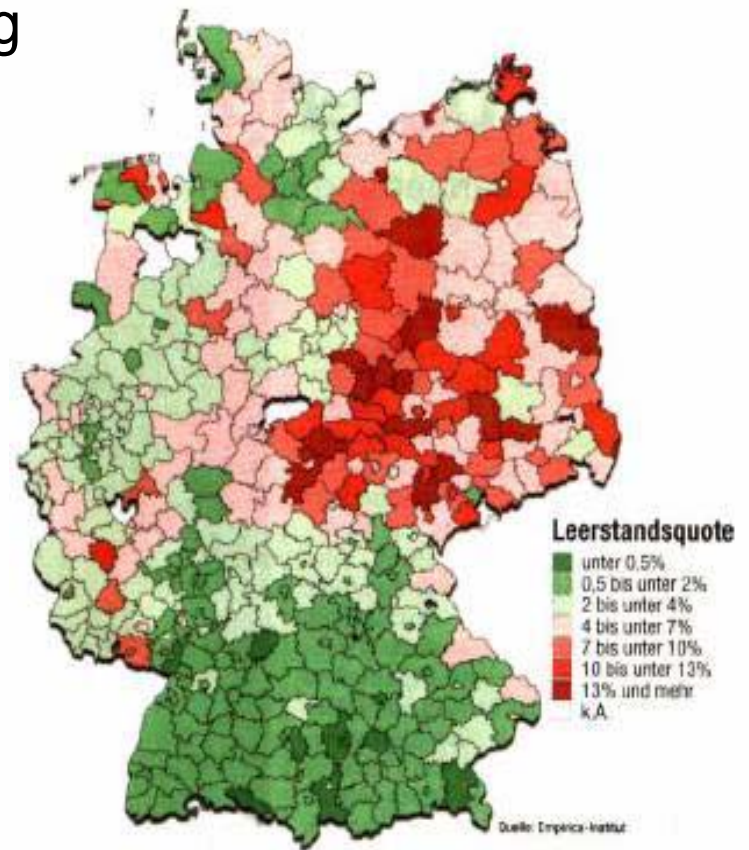 g
Leerstandsquote
unter 0,5%
0,5 bis unter 2%
2 bis unter 4%
4 bis unter 7%
7 bis unter 10%
10 bis unter 13%
13% und mehr
k.A.
Quelle: Empirica-Institut